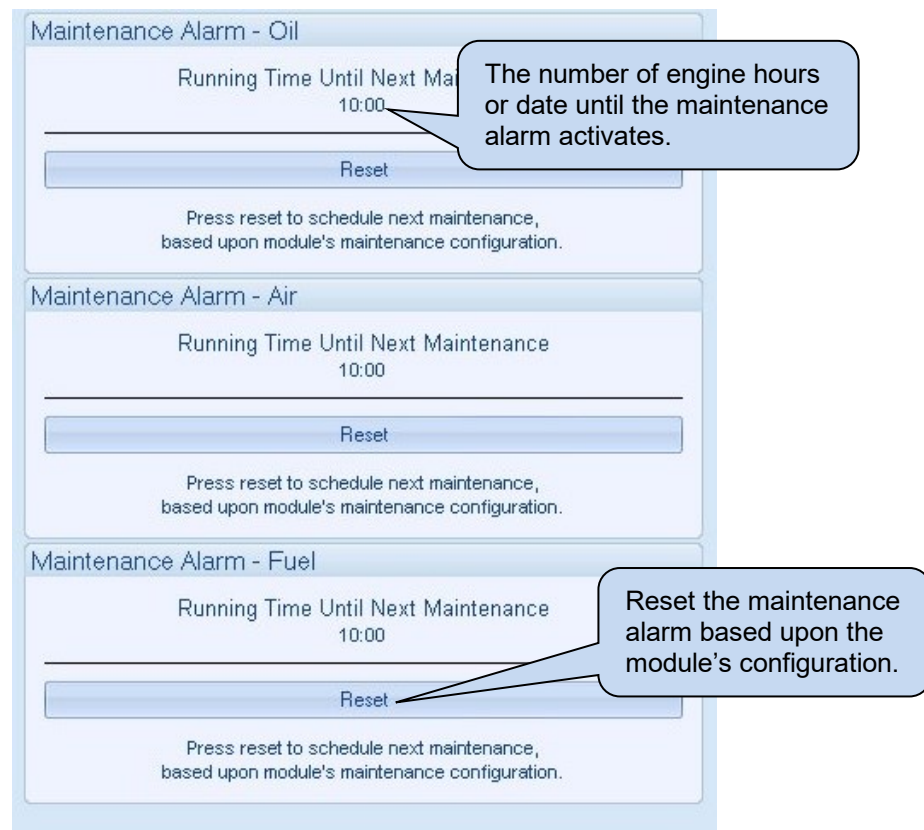 Maintenance Alarm - Oil
Running Time Until Next Mai
10:00
The number of engine hours
or date until the maintenance
alarm activates.
Reset
Press reset to schedule next maintenance,
based upon module's maintenance configuration.
Maintenance Alarm - Air
Running Time Until Next Maintenance
10:00
Reset
Press reset to schedule next maintenance,
based upon module's maintenance configuration.
Maintenance Alarm - Fuel
Running Time Until Next Maintenance
10:00
Reset the maintenance
alarm based upon the
module’s configuration.
Reset
Press reset to schedule next maintenance,
based upon module's maintenance configuration.